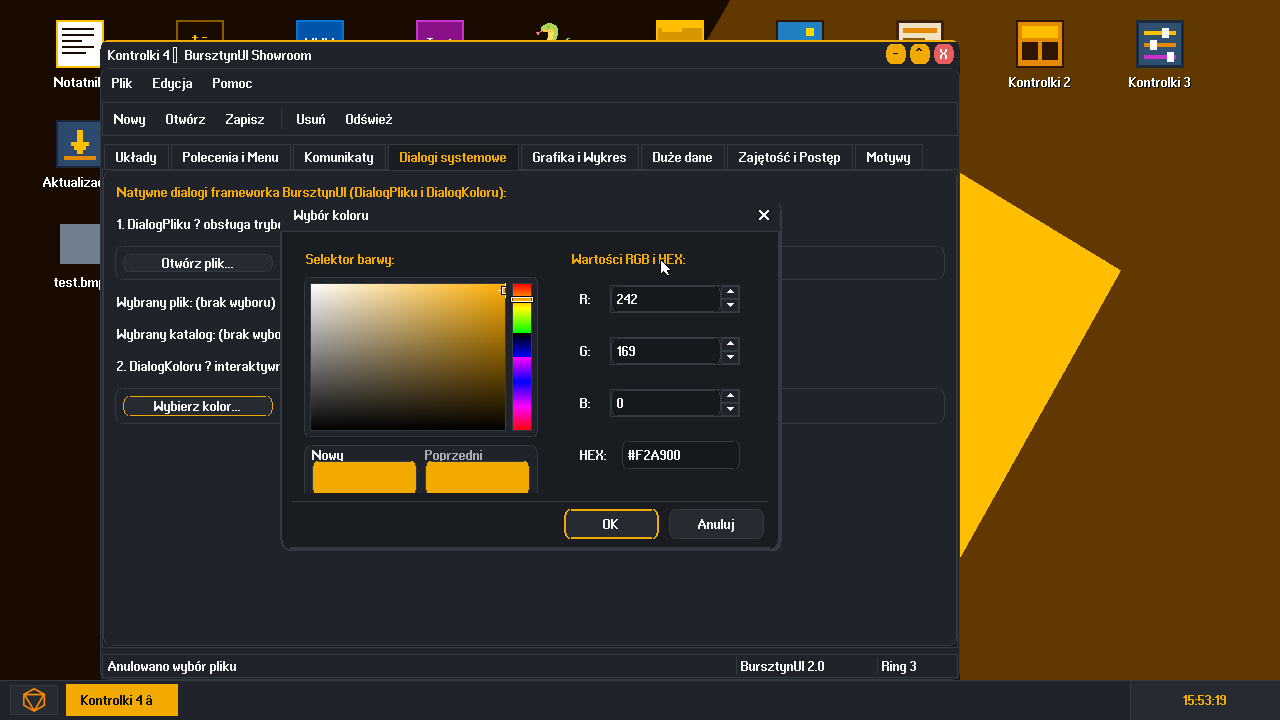 Notatnik
Kontrolki 2
Kontrolki 3
Kontrolki 4 BursztynUI Showroom
– ^ X
Plik Edycja Pomoc
Nowy Otwórz Zapisz Usuń Odśwież
Układy Polecenia i Menu Komunikaty Dialogi systemowe Grafika i Wykres Duże dane Zajętość i Postęp Motywy
Aktualizac
test.bmp
Natywne dialogi frameworka BursztynUI (DialogPliku i DialogKoloru):
1. DialogPliku ? obsługa trybó
Otwórz plik...
Wybrany plik: (brak wyboru)
Wybrany katalog: (brak wybo
2. DialogKoloru ? interaktywn
Wybierz kolor...
Wybór koloru
Selektor barwy:
Wartości RGB i HEX:
R: 242
G: 169
B: 0
HEX: #F2A900
Nowy Poprzedni
OK Anuluj
Anulowano wybór pliku
BursztynUI 2.0
Ring 3
Kontrolki 4 â
15:53:19